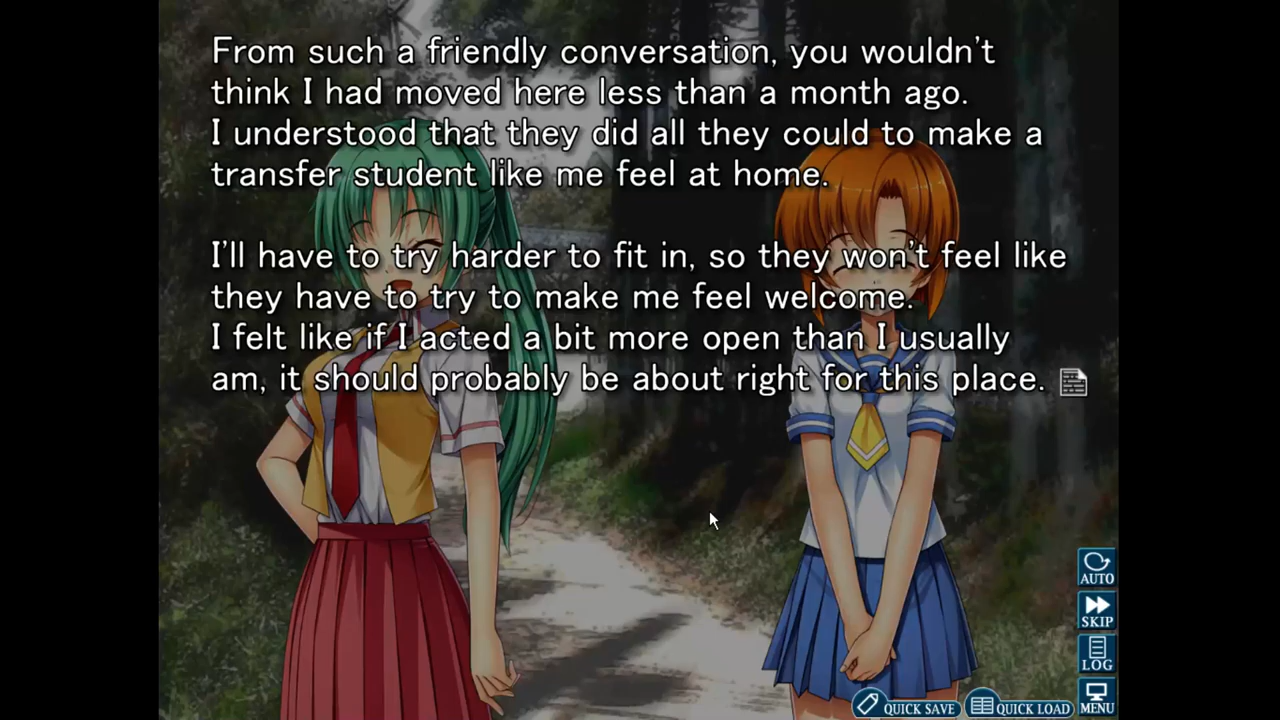 From such a friendly conversation, you wouldn't
think I had moved here less than a month ago.
I understood that they did all they could to make a
transfer student like me feel at home.
I'll have to try harder to fit in, so they won't feel like
they have to try to make me feel welcome.
I felt like if I acted a bit more open than I usually
am, it should probably be about right for this place.
AUTO
SKIP
LOG
MENU
QUICK SAVE
QUICK LOAD